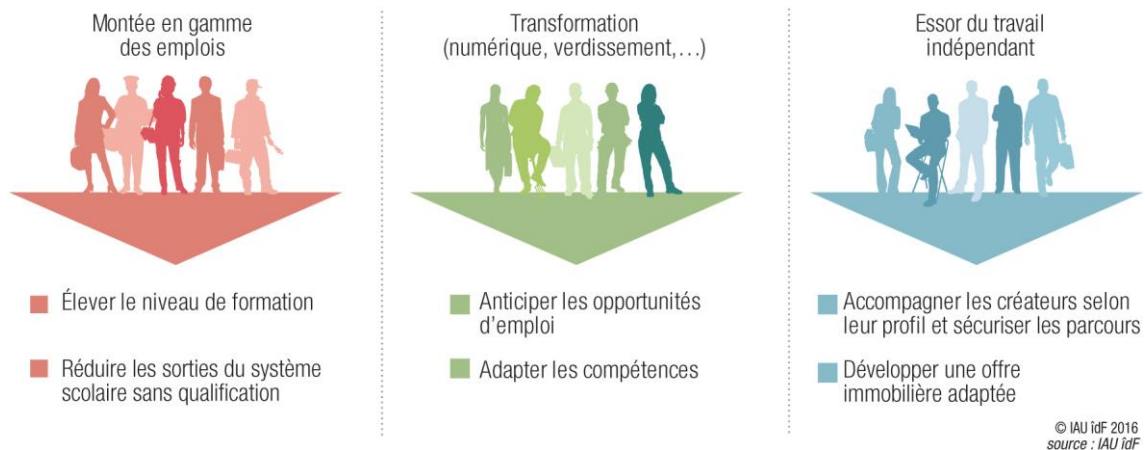 Montée en gamme
des emplois
Élever le niveau de formation
Réduire les sorties du système
scolaire sans qualification
Transformation
(numérique, verdissement,…)
Anticiper les opportunités
d'emploi
Adapter les compétences
Essor du travail
indépendant
Accompagner les créateurs selon
leur profil et sécuriser les parcours
Développer une offre
immobilière adaptée
© IAU îdF 2016
source : IAU îdF